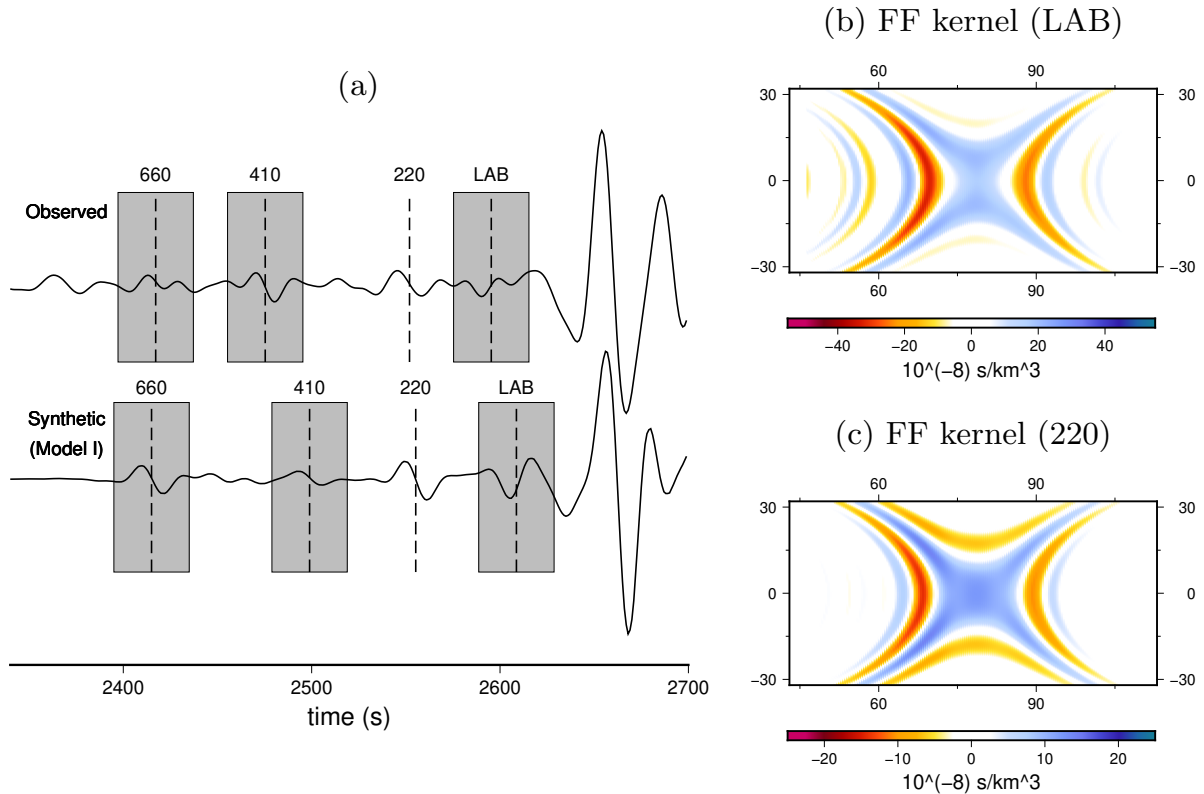 (a)
660 410 220 LAB
Observed
660 410 220 LAB
Synthetic
(Model I)
2400 2500 2600 2700
time (s)
(b) FF kernel (LAB)
60 90
30 30
0 0
−30 −30
60 90
−40 −20 0 20 40
10^(−8) s/km^3
(c) FF kernel (220)
60 90
30 30
0 0
−30 −30
60 90
−20 −10 0 10 20
10^(−8) s/km^3